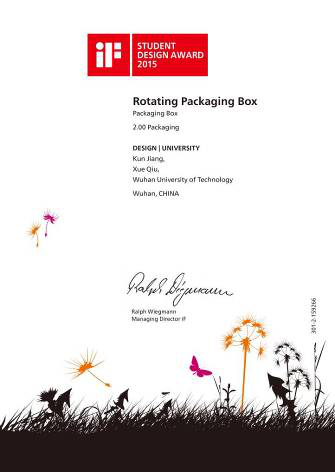 iF
STUDENT
DESIGN AWARD
2015
Rotating Packaging Box
Packaging Box
2.00 Packaging
DESIGN | UNIVERSITY
Kun Jiang,
Xue Qiu,
Wuhan University of Technology
Wuhan, CHINA
Ralph Wiegmann
Ralph Wiegmann
Managing Director iF
301-2-159266